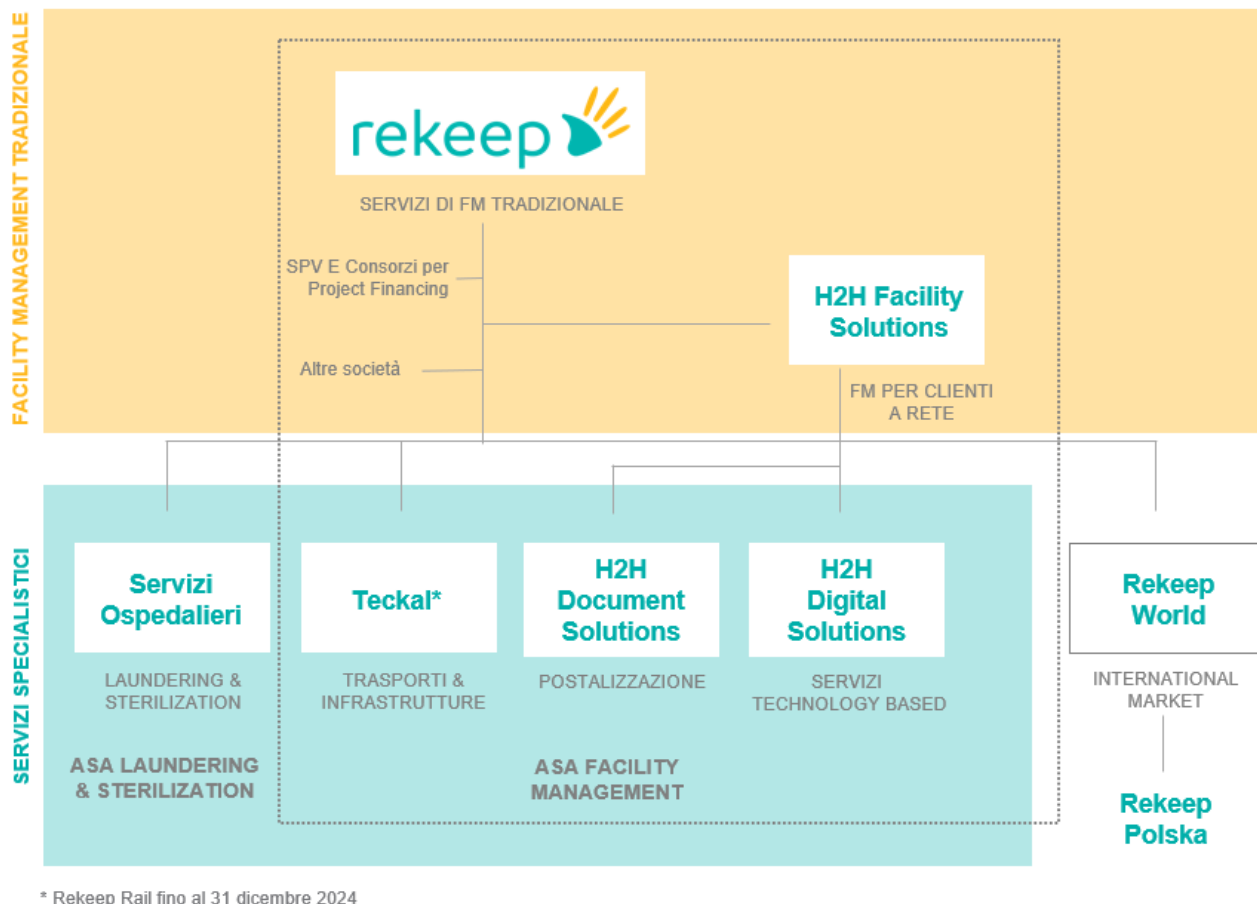 FACILITY MANAGEMENT TRADIZIONALE
rekeep
SERVIZI DI FM TRADIZIONALE
SPV E Consorzi per
Project Financing
H2H Facility
Solutions
Altre società
FM PER CLIENTI
A RETE
SERVIZI SPECIALISTICI
Servizi
Ospedalieri
LAUNDERING &
STERILIZATION
Teckal*
TRASPORTI &
INFRASTRUTTURE
H2H
Document
Solutions
POSTALIZZAZIONE
H2H
Digital
Solutions
SERVIZI
TECHNOLOGY BASED
Rekeep
World
INTERNATIONAL
MARKET
ASA LAUNDERING
& STERILIZATION
ASA FACILITY
MANAGEMENT
Rekeep
Polska
* Rekeep Rail fino al 31 dicembre 2024